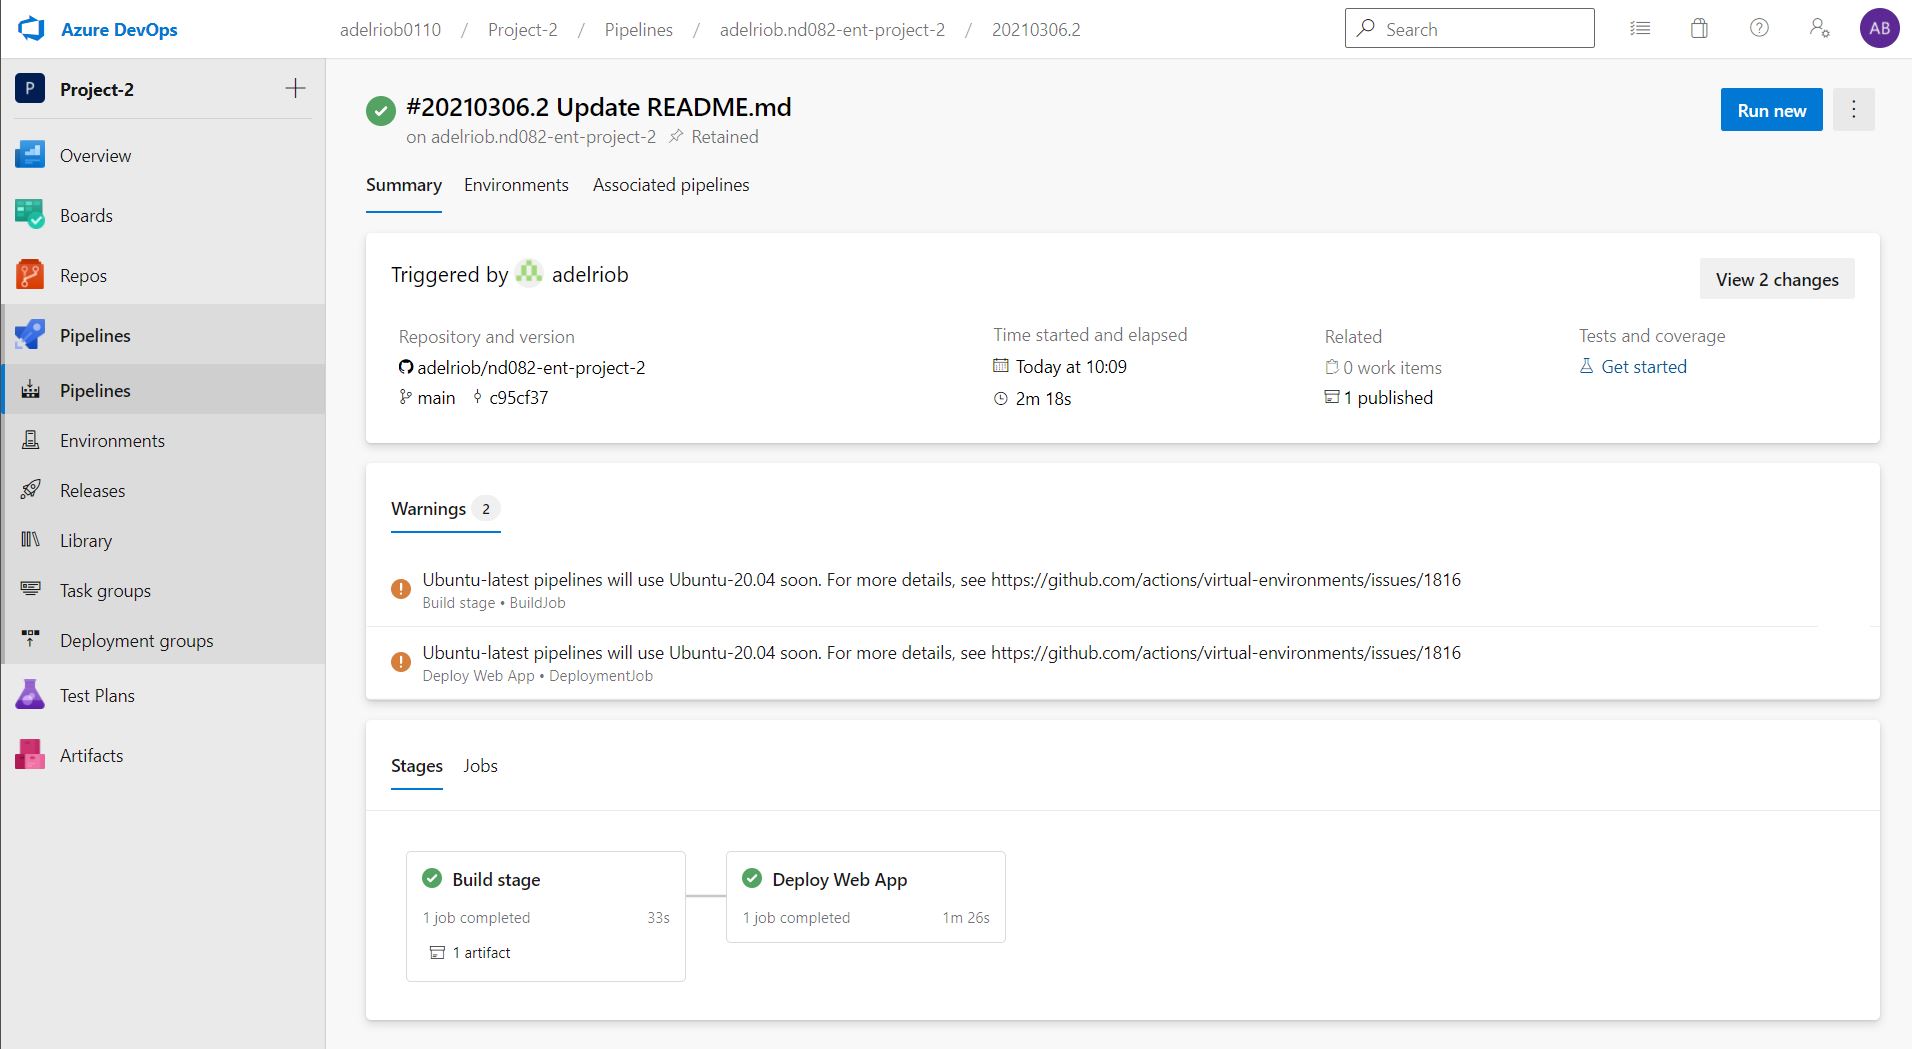 Azure DevOps
adelriob0110 / Project-2 / Pipelines / adelriob.nd082-ent-project-2 / 20210306.2
Search
AB
P Project-2
Overview
Boards
Repos
Pipelines
Pipelines
Environments
Releases
Library
Task groups
Deployment groups
Test Plans
Artifacts
#20210306.2 Update README.md
on adelriob.nd082-ent-project-2 Retained
Run new
Summary Environments Associated pipelines
Triggered by adelriob
View 2 changes
Repository and version
adelriob/nd082-ent-project-2
main c95cf37
Time started and elapsed
Today at 10:09
2m 18s
Related
0 work items
1 published
Tests and coverage
Get started
Warnings 2
Ubuntu-latest pipelines will use Ubuntu-20.04 soon. For more details, see https://github.com/actions/virtual-environments/issues/1816
Build stage • BuildJob
Ubuntu-latest pipelines will use Ubuntu-20.04 soon. For more details, see https://github.com/actions/virtual-environments/issues/1816
Deploy Web App • DeploymentJob
Stages Jobs
Build stage
1 job completed 33s
1 artifact
Deploy Web App
1 job completed 1m 26s